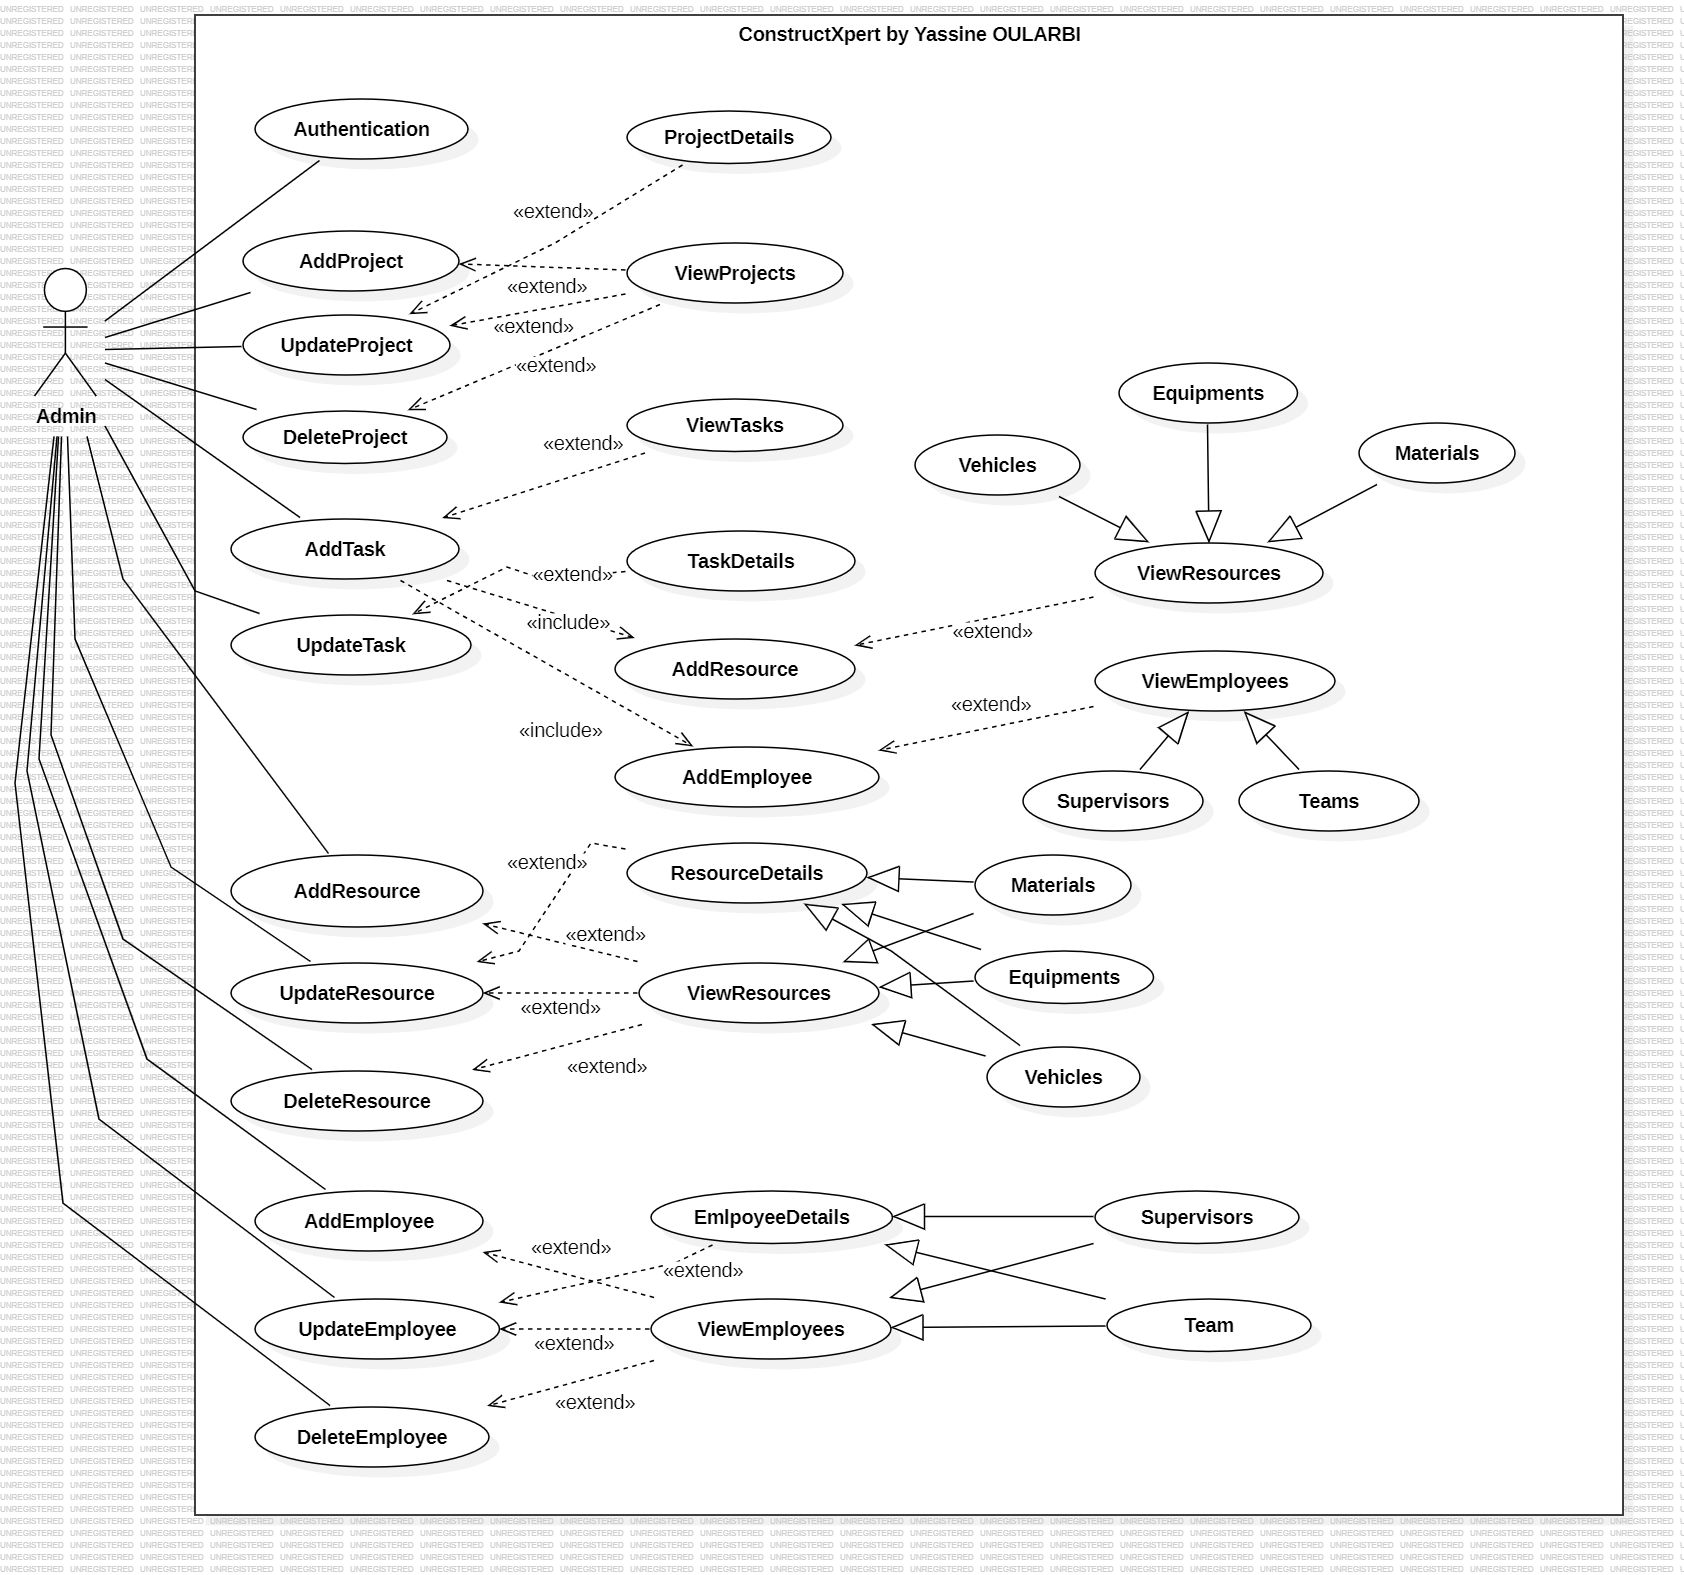 ConstructXpert by Yassine OULARBI
Authentication
ProjectDetails
«extend»
AddProject
ViewProjects
«extend»
«extend»
UpdateProject
«extend»
Admin
DeleteProject
ViewTasks
«extend»
Equipments
Vehicles
Materials
AddTask
TaskDetails
«extend»
ViewResources
«include»
«extend»
UpdateTask
AddResource
ViewEmployees
«extend»
«include»
AddEmployee
Supervisors
Teams
«extend»
ResourceDetails
Materials
AddResource
«extend»
Equipments
UpdateResource
ViewResources
«extend»
«extend»
Vehicles
DeleteResource
EmlpoyeeDetails
Supervisors
AddEmployee
«extend»
«extend»
UpdateEmployee
ViewEmployees
Team
«extend»
«extend»
DeleteEmployee
UNREGISTERED